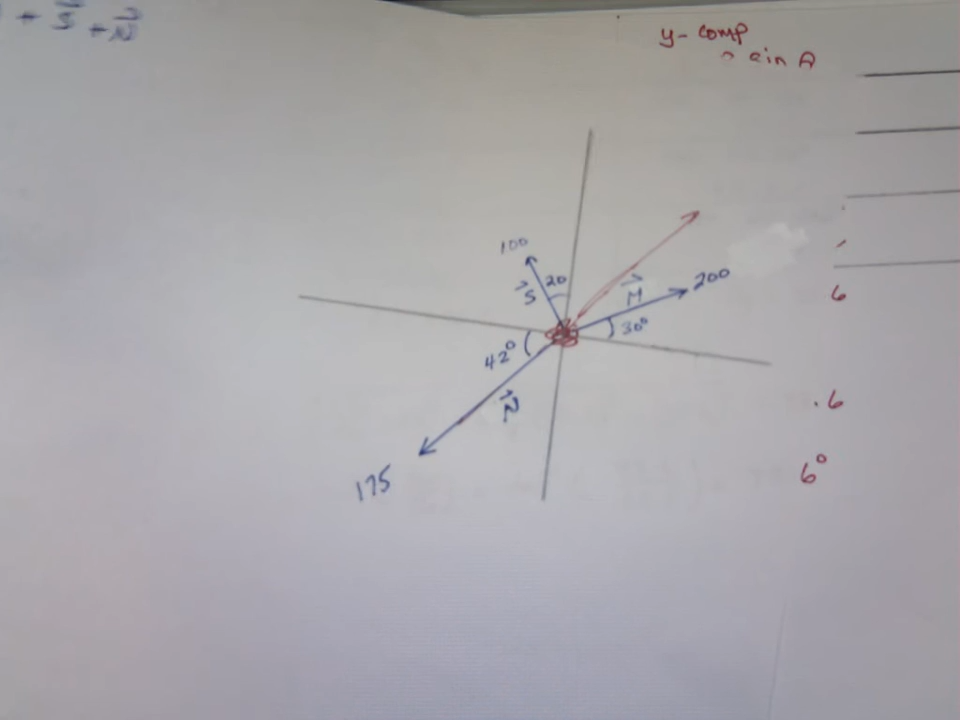 + S + N
y- comp
sin A
100
20
S
M
200
30°
42°
N
175
6
.6
6°